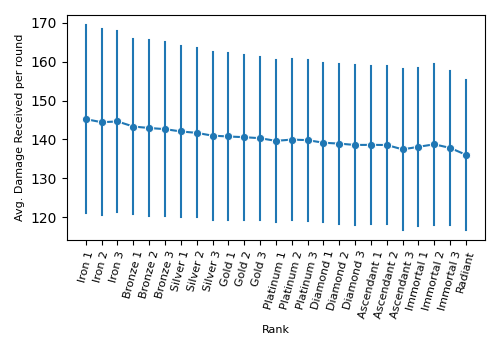 170
160
150
140
130
120
Avg. Damage Received per round
Iron 1
Iron 2
Iron 3
Bronze 1
Bronze 2
Bronze 3
Silver 1
Silver 2
Silver 3
Gold 1
Gold 2
Gold 3
Platinum 1
Platinum 2
Platinum 3
Diamond 1
Diamond 2
Diamond 3
Ascendant 1
Ascendant 2
Ascendant 3
Immortal 1
Immortal 2
Immortal 3
Radiant
Rank